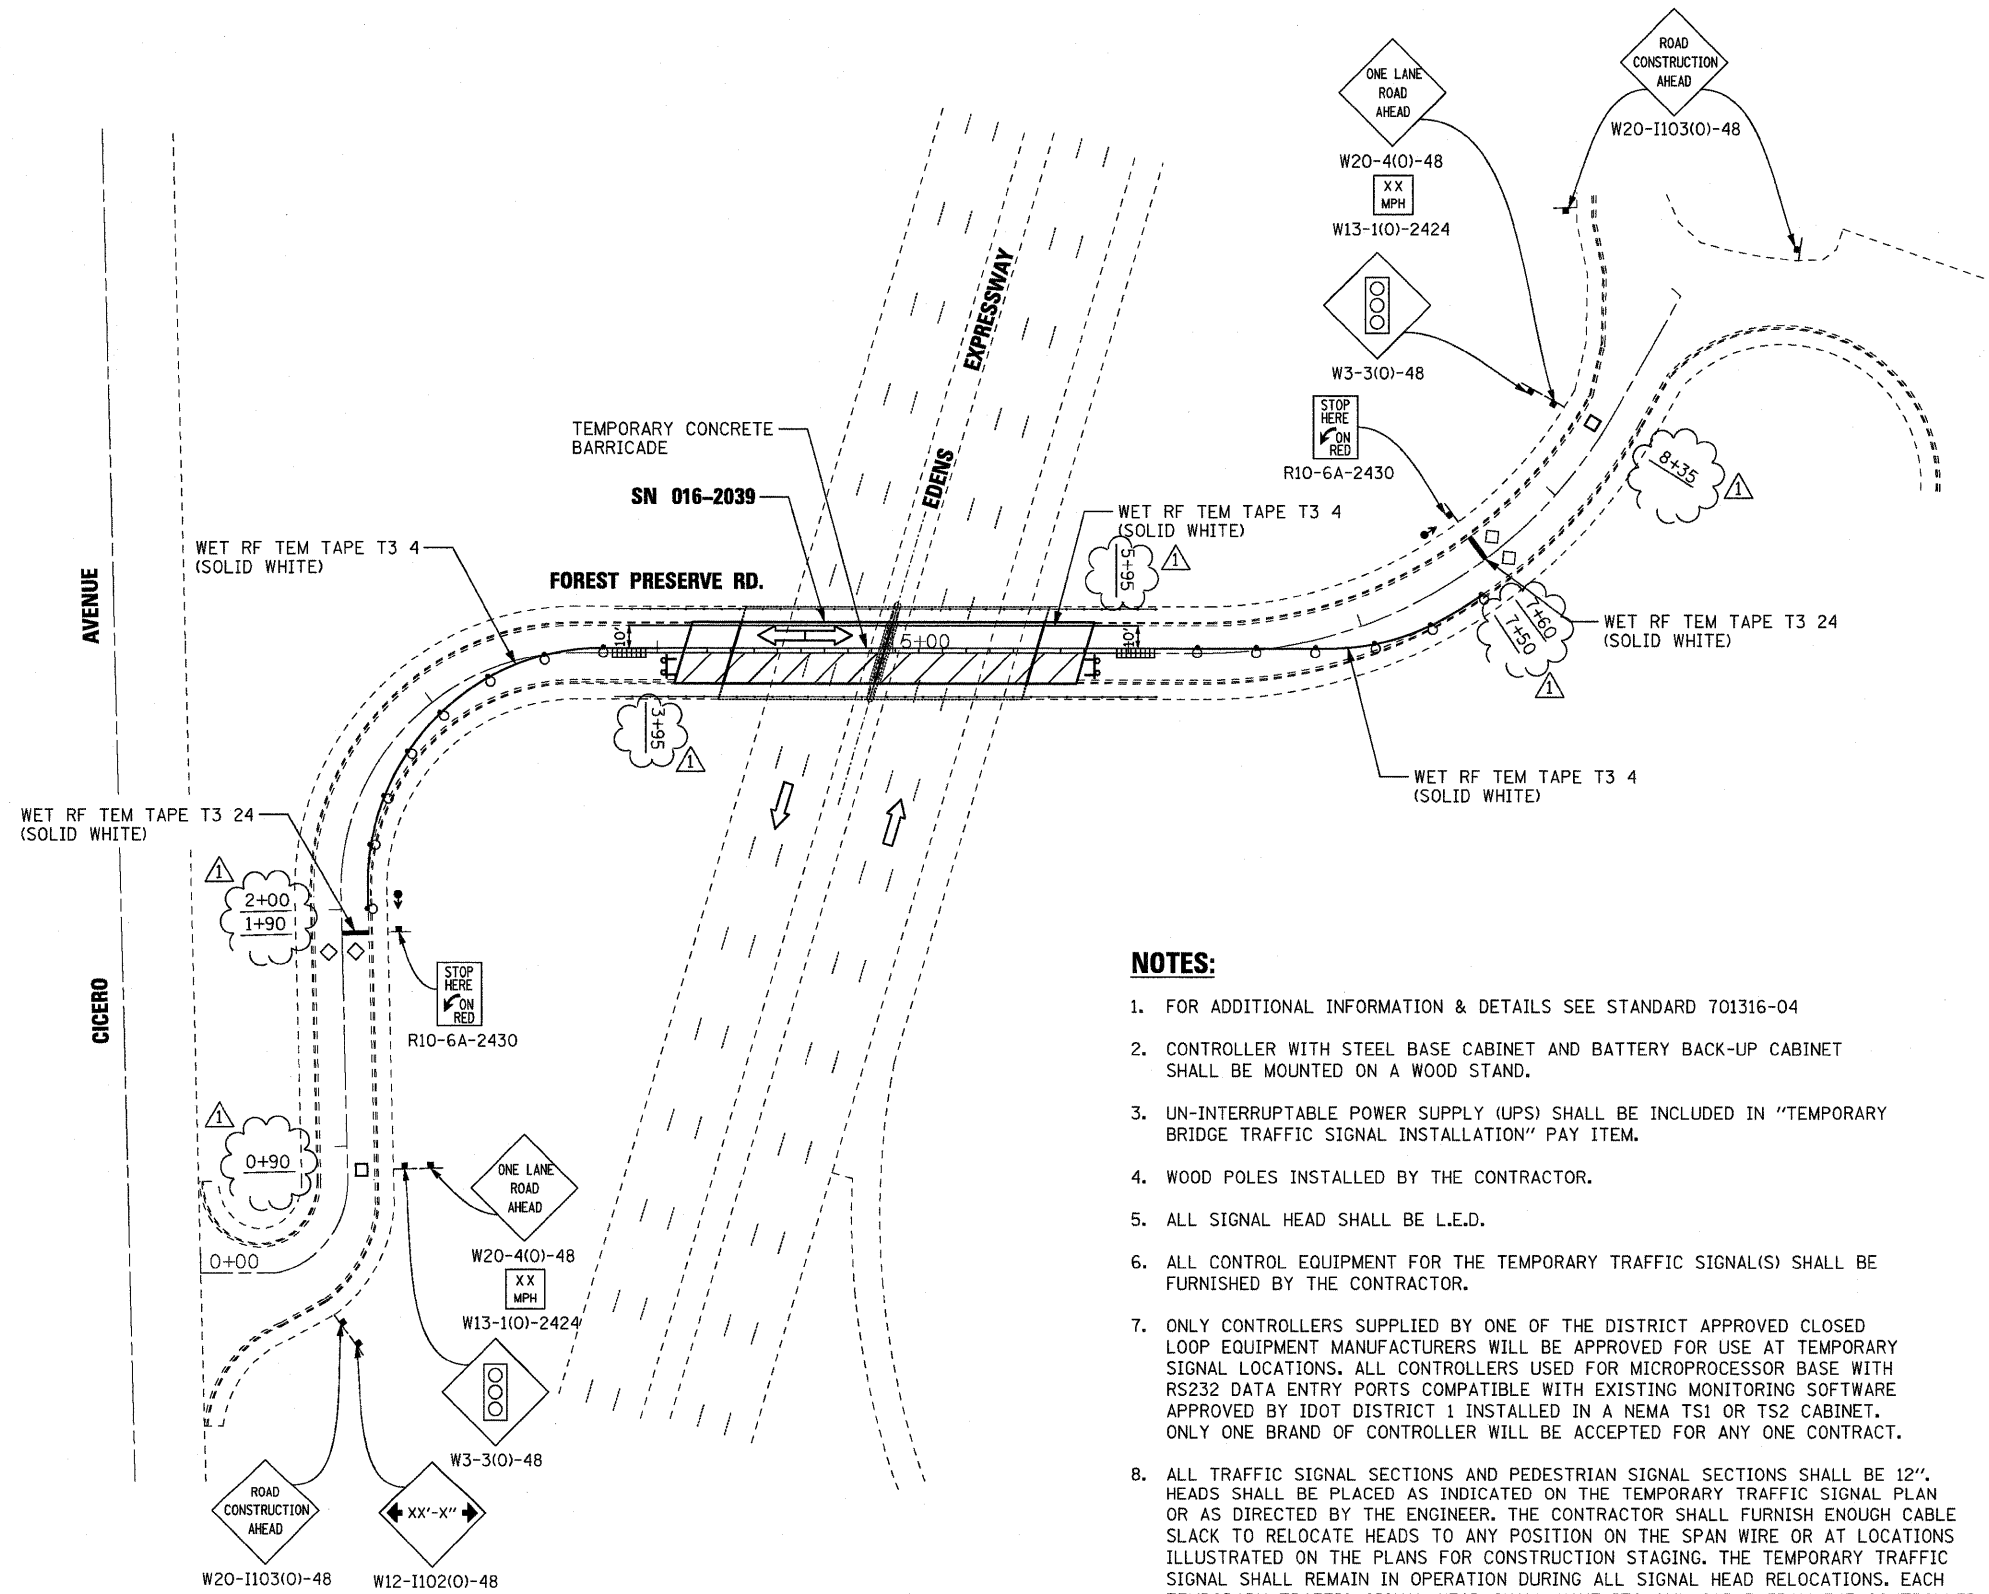 ROAD
CONSTRUCTION
AHEAD
W20-I103(O)-48
ONE LANE
ROAD
AHEAD
W20-4(O)-48
XX
MPH
W13-1(O)-2424
W3-3(O)-48
STOP
HERE
ON
RED
R10-6A-2430
EXPRESSWAY
EDENS
TEMPORARY CONCRETE
BARRICADE
SN 016-2039
WET RF TEM TAPE T3 4
(SOLID WHITE)
WET RF TEM TAPE T3 4
(SOLID WHITE)
FOREST PRESERVE RD.
8+35
1
5+95
1
10'
5+00
10'
7+60
7+50
1
WET RF TEM TAPE T3 24
(SOLID WHITE)
3+95
1
WET RF TEM TAPE T3 4
(SOLID WHITE)
AVENUE
CICERO
WET RF TEM TAPE T3 24
(SOLID WHITE)
1
2+00
1+90
STOP
HERE
ON
RED
R10-6A-2430
1
0+90
0+00
ONE LANE
ROAD
AHEAD
W20-4(O)-48
XX
MPH
W13-1(O)-2424
W3-3(O)-48
ROAD
CONSTRUCTION
AHEAD
W20-I103(O)-48
XX'-X"
W12-I102(O)-48
NOTES:
1. FOR ADDITIONAL INFORMATION & DETAILS SEE STANDARD 701316-04
2. CONTROLLER WITH STEEL BASE CABINET AND BATTERY BACK-UP CABINET
SHALL BE MOUNTED ON A WOOD STAND.
3. UN-INTERRUPTABLE POWER SUPPLY (UPS) SHALL BE INCLUDED IN "TEMPORARY
BRIDGE TRAFFIC SIGNAL INSTALLATION" PAY ITEM.
4. WOOD POLES INSTALLED BY THE CONTRACTOR.
5. ALL SIGNAL HEAD SHALL BE L.E.D.
6. ALL CONTROL EQUIPMENT FOR THE TEMPORARY TRAFFIC SIGNAL(S) SHALL BE
FURNISHED BY THE CONTRACTOR.
7. ONLY CONTROLLERS SUPPLIED BY ONE OF THE DISTRICT APPROVED CLOSED
LOOP EQUIPMENT MANUFACTURERS WILL BE APPROVED FOR USE AT TEMPORARY
SIGNAL LOCATIONS. ALL CONTROLLERS USED FOR MICROPROCESSOR BASE WITH
RS232 DATA ENTRY PORTS COMPATIBLE WITH EXISTING MONITORING SOFTWARE
APPROVED BY IDOT DISTRICT 1 INSTALLED IN A NEMA TS1 OR TS2 CABINET.
ONLY ONE BRAND OF CONTROLLER WILL BE ACCEPTED FOR ANY ONE CONTRACT.
8. ALL TRAFFIC SIGNAL SECTIONS AND PEDESTRIAN SIGNAL SECTIONS SHALL BE 12".
HEADS SHALL BE PLACED AS INDICATED ON THE TEMPORARY TRAFFIC SIGNAL PLAN
OR AS DIRECTED BY THE ENGINEER. THE CONTRACTOR SHALL FURNISH ENOUGH CABLE
SLACK TO RELOCATE HEADS TO ANY POSITION ON THE SPAN WIRE OR AT LOCATIONS
ILLUSTRATED ON THE PLANS FOR CONSTRUCTION STAGING. THE TEMPORARY TRAFFIC
SIGNAL SHALL REMAIN IN OPERATION DURING ALL SIGNAL HEAD RELOCATIONS. EACH